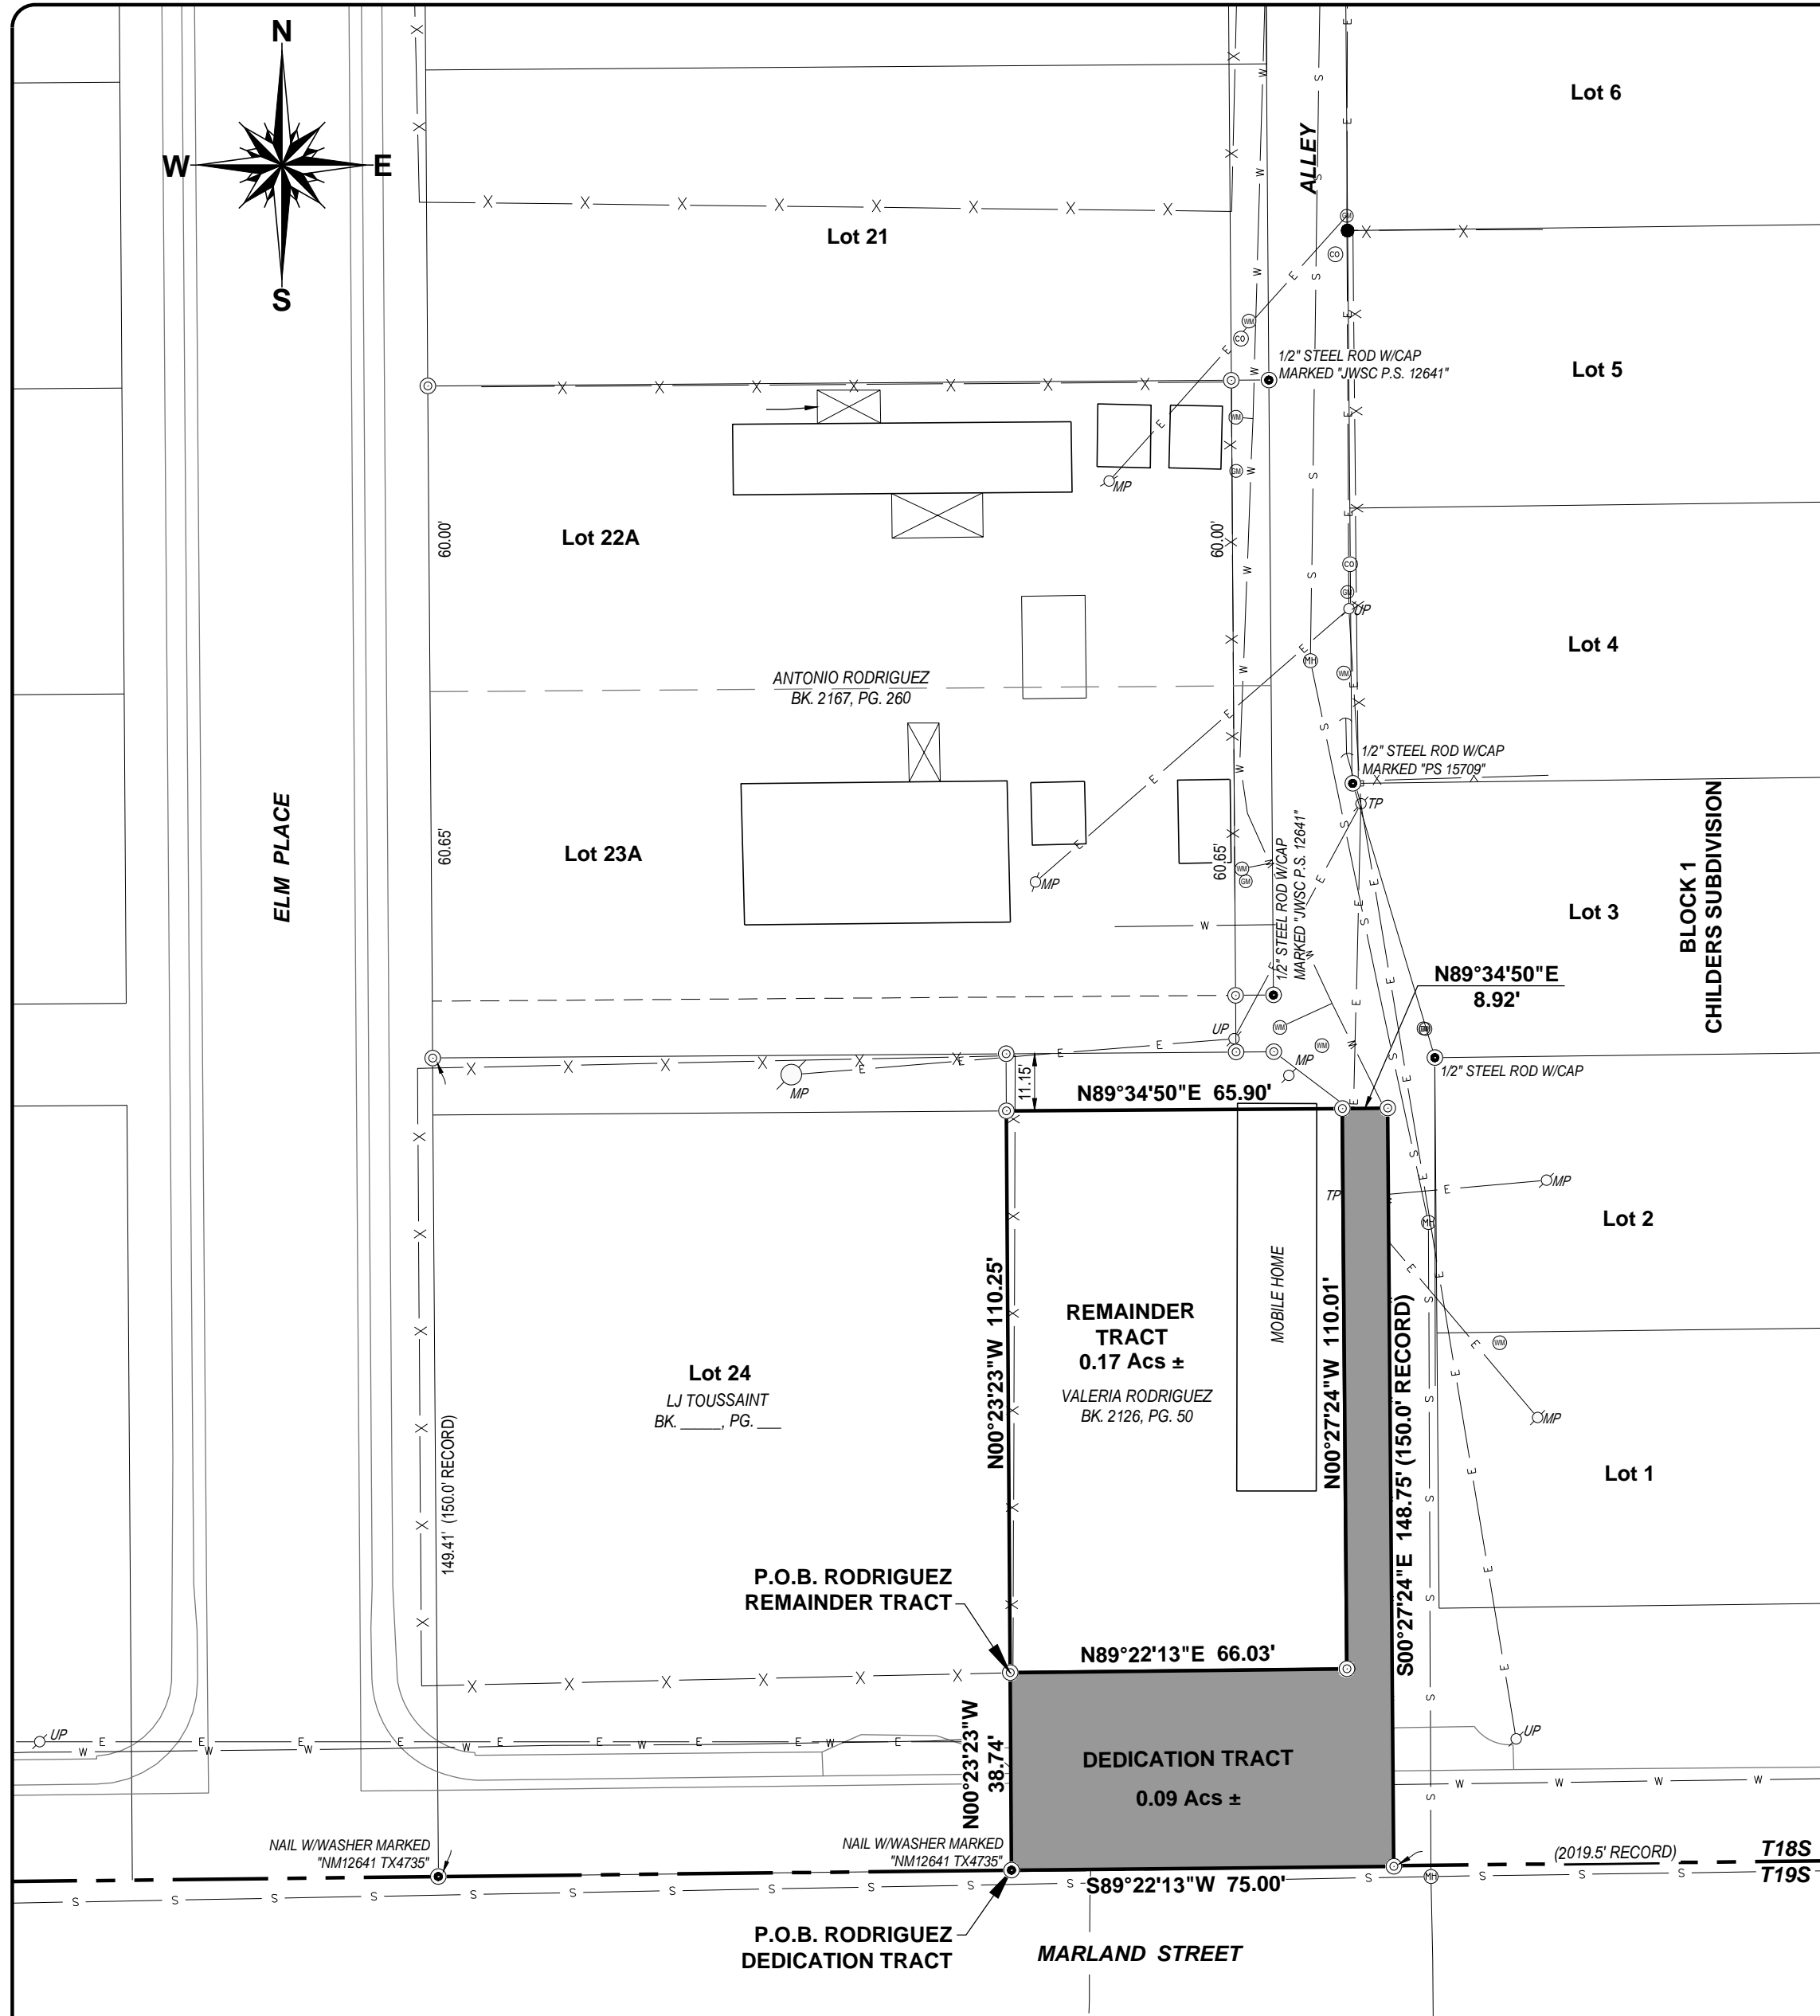 N
W
E
S
ALLEY
Lot 6
Lot 21
1/2" STEEL ROD W/CAP
MARKED "JWSC P.S. 12641"
Lot 5
60.00'
Lot 22A
60.00'
MP
UP
Lot 4
ANTONIO RODRIGUEZ
BK. 2167, PG. 260
1/2" STEEL ROD W/CAP
MARKED "PS 15709"
TP
ELM PLACE
60.65'
Lot 23A
60.65'
MP
1/2" STEEL ROD W/CAP
MARKED "JWSC P.S. 12641"
Lot 3
BLOCK 1
CHILDERS SUBDIVISION
N89°34'50"E
8.92'
UP
MP
MP
11.15'
1/2" STEEL ROD W/CAP
N89°34'50"E 65.90'
TP
MP
Lot 2
N00°23'23"W 110.25'
REMAINDER
TRACT
0.17 Acs ±
VALERIA RODRIGUEZ
BK. 2126, PG. 50
MOBILE HOME
N00°27'24"W 110.01'
S00°27'24"E 148.75' (150.0' RECORD)
Lot 24
LJ TOUSSAINT
BK. _____, PG. ___
MP
Lot 1
149.41' (150.0' RECORD)
P.O.B. RODRIGUEZ
REMAINDER TRACT
N89°22'13"E 66.03'
UP
UP
N00°23'23"W
38.74'
DEDICATION TRACT
0.09 Acs ±
NAIL W/WASHER MARKED
"NM12641 TX4735"
NAIL W/WASHER MARKED
"NM12641 TX4735"
(2019.5' RECORD)
T18S
T19S
S89°22'13"W 75.00'
P.O.B. RODRIGUEZ
DEDICATION TRACT
MARLAND STREET